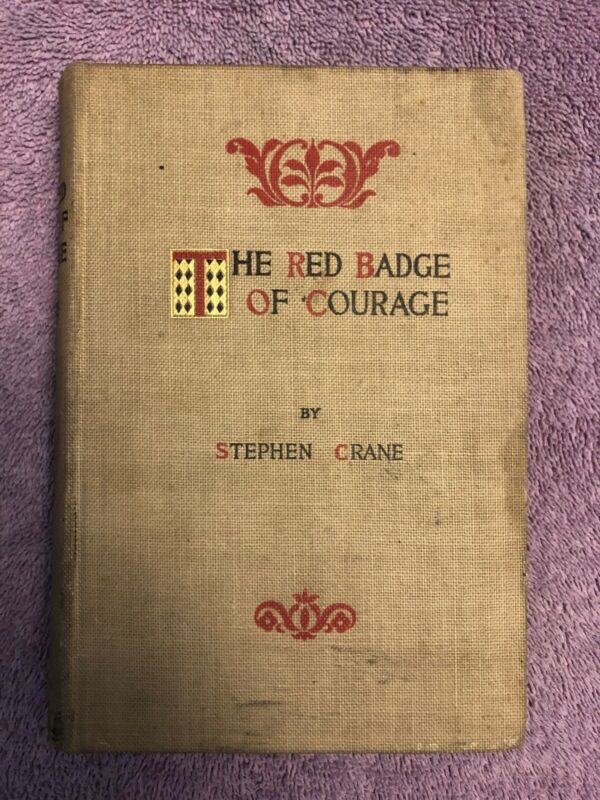 THE RED BADGE
OF COURAGE
BY
STEPHEN CRANE